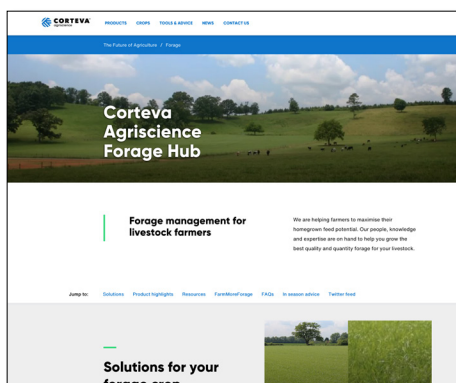 CORTEVA
agriscience
PRODUCTS CROPS TOOLS & ADVICE NEWS CONTACT US
The Future of Agriculture / Forage
Corteva
Agriscience
Forage Hub
Forage management for
livestock farmers
We are helping farmers to maximise their
homegrown feed potential. Our people, knowledge
and expertise are on hand to help you grow the
best quality and quantity forage for your livestock.
Jump to: Solutions Product highlights Resources FarmMoreForage FAQs In season advice Twitter feed
Solutions for your
forage crop